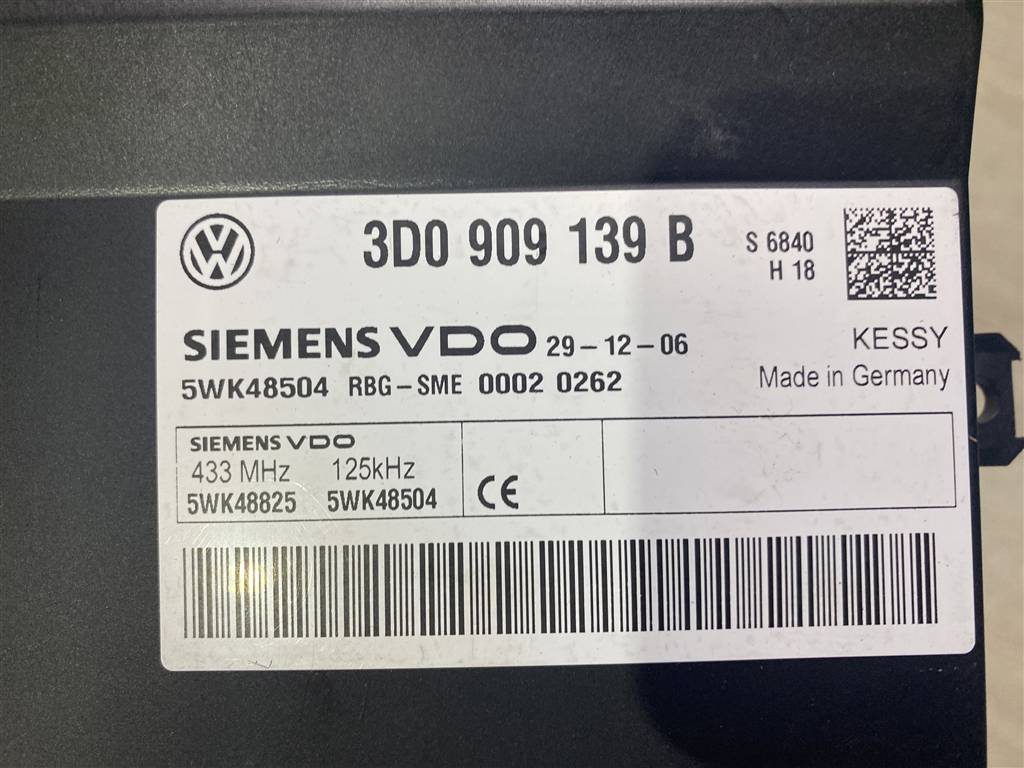 3D0 909 139 B
S 6840
H 18
SIEMENS VDO 29-12-06
KESSY
5WK48504 RBG-SME 0002 0262
Made in Germany
SIEMENS VDO
433 MHz 125kHz
5WK48825 5WK48504
CE